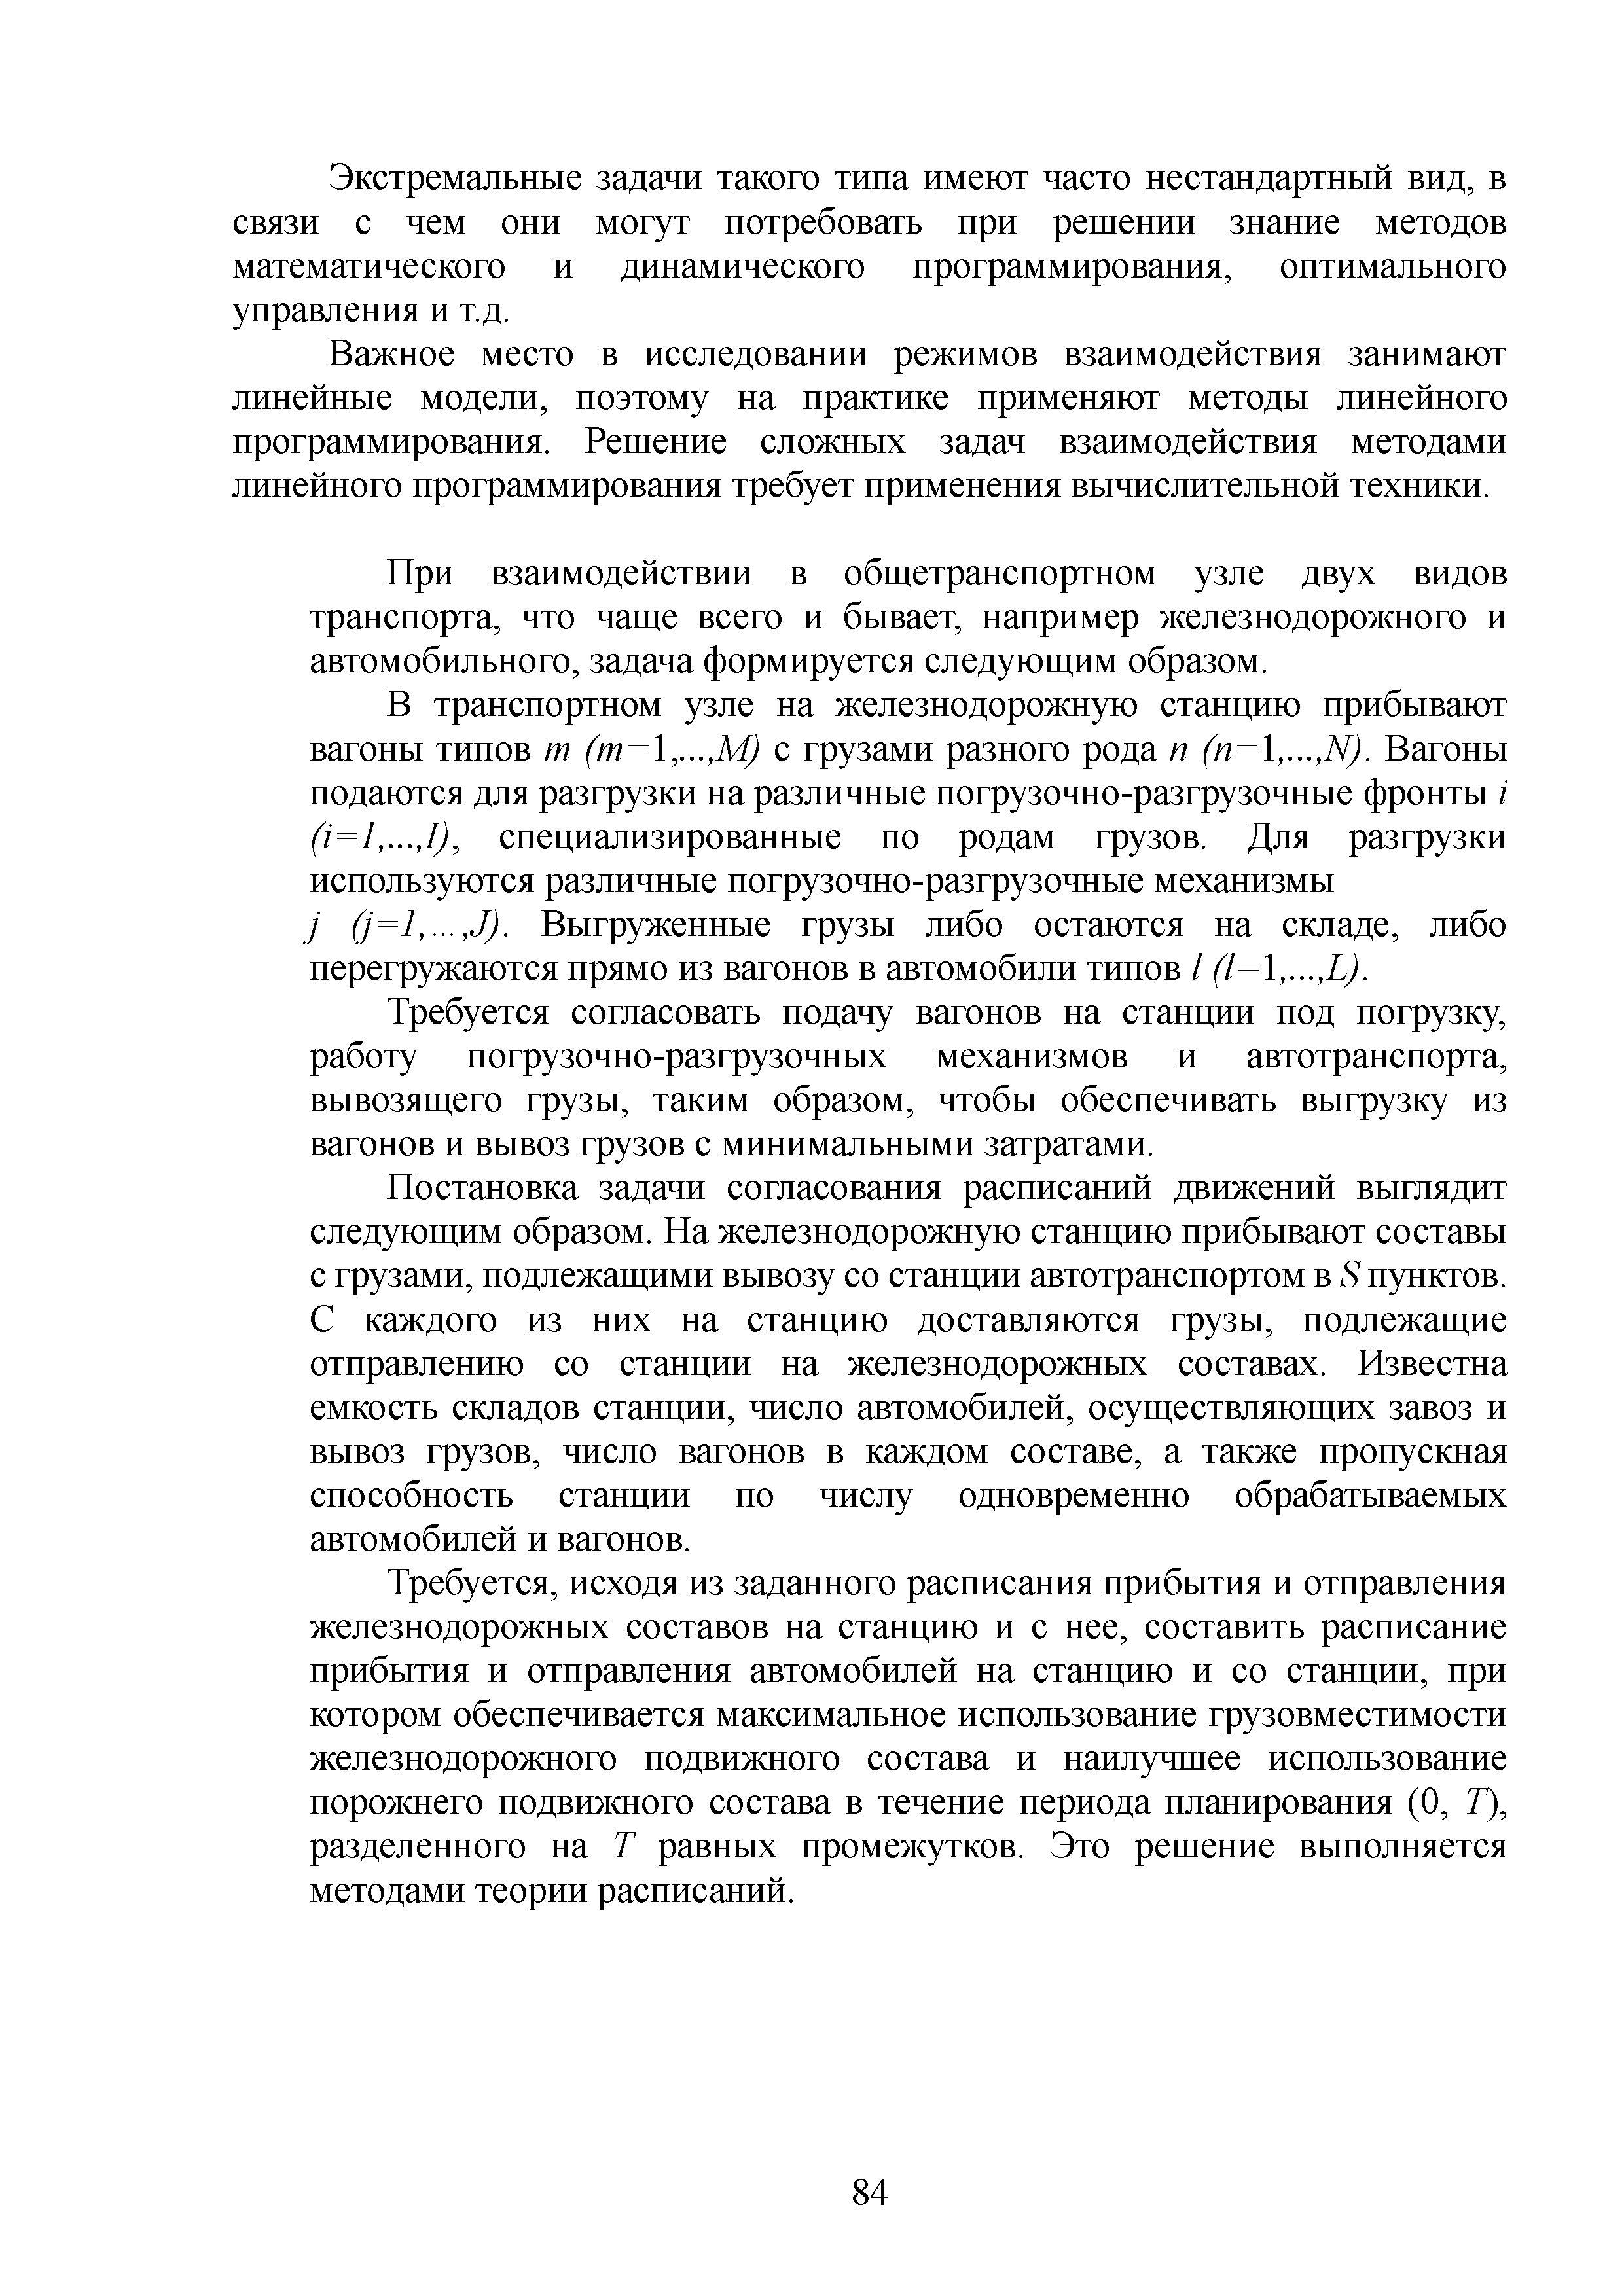 Экстремальные задачи такого типа имеют часто нестандартный вид, в
связи с чем они могут потребовать при решении знание методов
математического и динамического программирования, оптимального
управления и т.д.
Важное место в исследовании режимов взаимодействия занимают
линейные модели, поэтому на практике применяют методы линейного
программирования. Решение сложных задач взаимодействия методами
линейного программирования требует применения вычислительной техники.
При взаимодействии в общетранспортном узле двух видов
транспорта, что чаще всего и бывает, например железнодорожного и
автомобильного, задача формируется следующим образом.
В транспортном узле на железнодорожную станцию прибывают
вагоны типов m (m=1,...,M) с грузами разного рода n (n=1,...,N). Вагоны
подаются для разгрузки на различные погрузочно-разгрузочные фронты i
(i=1,...,I), специализированные по родам грузов. Для разгрузки
используются различные погрузочно-разгрузочные механизмы
j (j=1,...,J). Выгруженные грузы либо остаются на складе, либо
перегружаются прямо из вагонов в автомобили типов l (l=1,...,L).
Требуется согласовать подачу вагонов на станции под погрузку,
работу погрузочно-разгрузочных механизмов и автотранспорта,
вывозящего грузы, таким образом, чтобы обеспечивать выгрузку из
вагонов и вывоз грузов с минимальными затратами.
Постановка задачи согласования расписаний движений выглядит
следующим образом. На железнодорожную станцию прибывают составы
с грузами, подлежащими вывозу со станции автотранспортом в S пунктов.
С каждого из них на станцию доставляются грузы, подлежащие
отправлению со станции на железнодорожных составах. Известна
емкость складов станции, число автомобилей, осуществляющих завоз и
вывоз грузов, число вагонов в каждом составе, а также пропускная
способность станции по числу одновременно обрабатываемых
автомобилей и вагонов.
Требуется, исходя из заданного расписания прибытия и отправления
железнодорожных составов на станцию и с нее, составить расписание
прибытия и отправления автомобилей на станцию и со станции, при
котором обеспечивается максимальное использование грузовместимости
железнодорожного подвижного состава и наилучшее использование
порожнего подвижного состава в течение периода планирования (0, T),
разделенного на T равных промежутков. Это решение выполняется
методами теории расписаний.
84